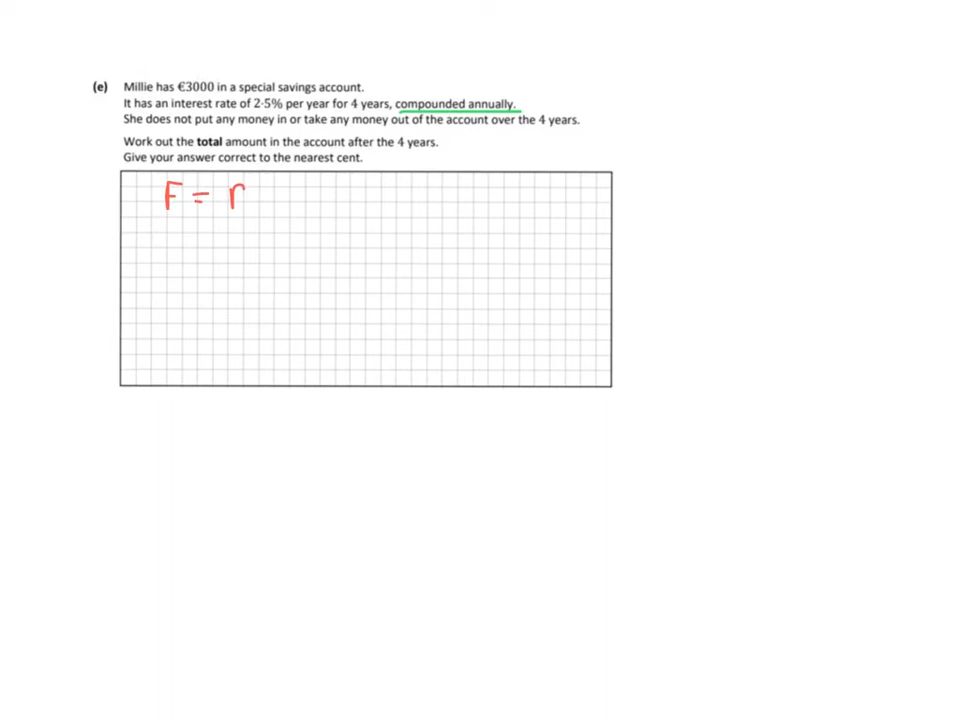 (e) Millie has €3000 in a special savings account.
It has an interest rate of 2·5% per year for 4 years, compounded annually.
She does not put any money in or take any money out of the account over the 4 years.
Work out the total amount in the account after the 4 years.
Give your answer correct to the nearest cent.
F = r